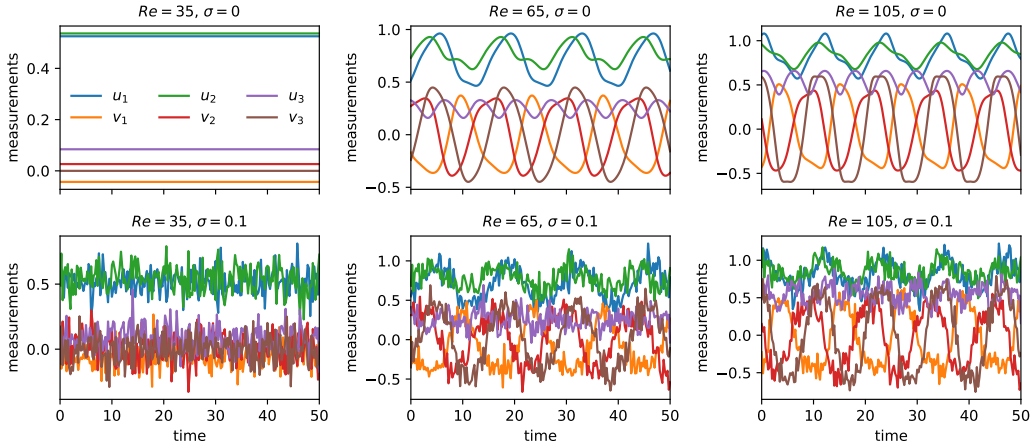 Re = 35, σ = 0
Re = 65, σ = 0
Re = 105, σ = 0
measurements
0.4
0.2
0.0
u₁
u₂
u₃
v₁
v₂
v₃
measurements
1.0
0.5
0.0
−0.5
measurements
1.0
0.5
0.0
−0.5
Re = 35, σ = 0.1
Re = 65, σ = 0.1
Re = 105, σ = 0.1
measurements
0.5
0.0
0
10
20
30
40
50
time
measurements
1.0
0.5
0.0
−0.5
0
10
20
30
40
50
time
measurements
1.0
0.5
0.0
−0.5
0
10
20
30
40
50
time